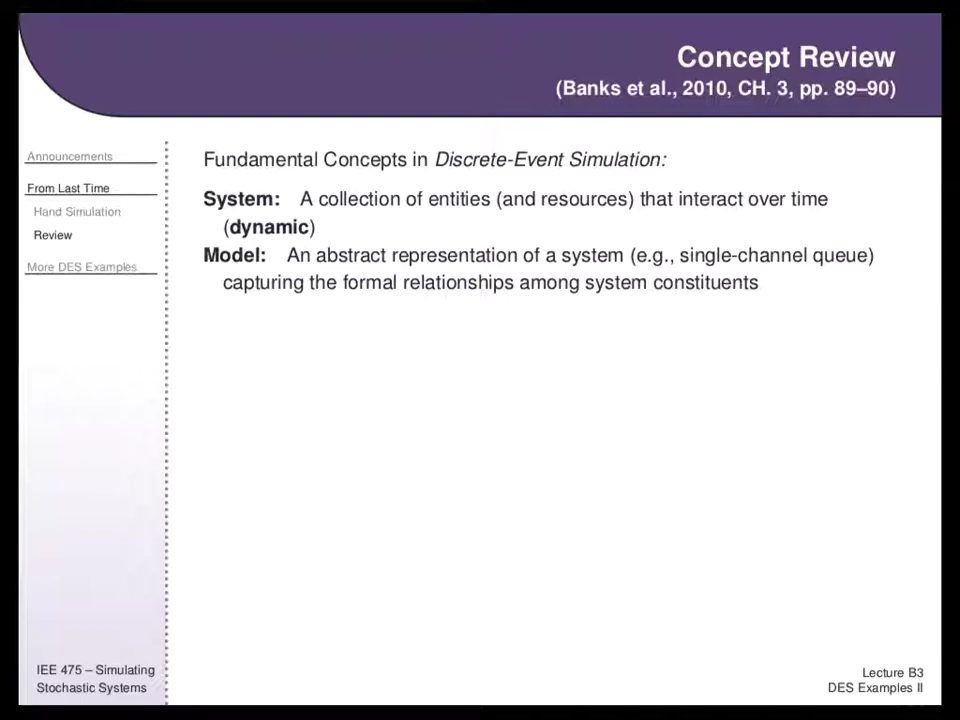 Concept Review
(Banks et al., 2010, CH. 3, pp. 89–90)
Announcements
From Last Time
Hand Simulation
Review
More DES Examples
Fundamental Concepts in Discrete-Event Simulation:
System: A collection of entities (and resources) that interact over time
(dynamic)
Model: An abstract representation of a system (e.g., single-channel queue)
capturing the formal relationships among system constituents
IEE 475 – Simulating
Stochastic Systems
Lecture B3
DES Examples II